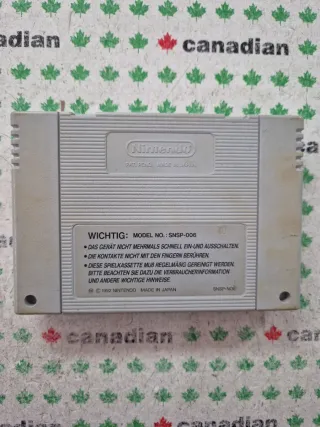 canadian
canadian
Nintendo
WICHTIG: MODEL NO.: SNSP-006
• DAS GERÄT NICHT MEHRMALS SCHNELL EIN-UND AUSSCHALTEN.
• DIE KONTAKTE NICHT MIT DEN FINGERN BERÜHREN.
• DIESE SPIELKASSETTE MUß REGELMÄßIG GEREINIGT WERDEN.
BITTE BEACHTEN SIE DAZU DIE VERBRAUCHERINFORMATION
UND ANDERE WICHTIGE HINWEISE.
NINTENDO MADE IN JAPAN SNSP-NOE
canadian
canadian